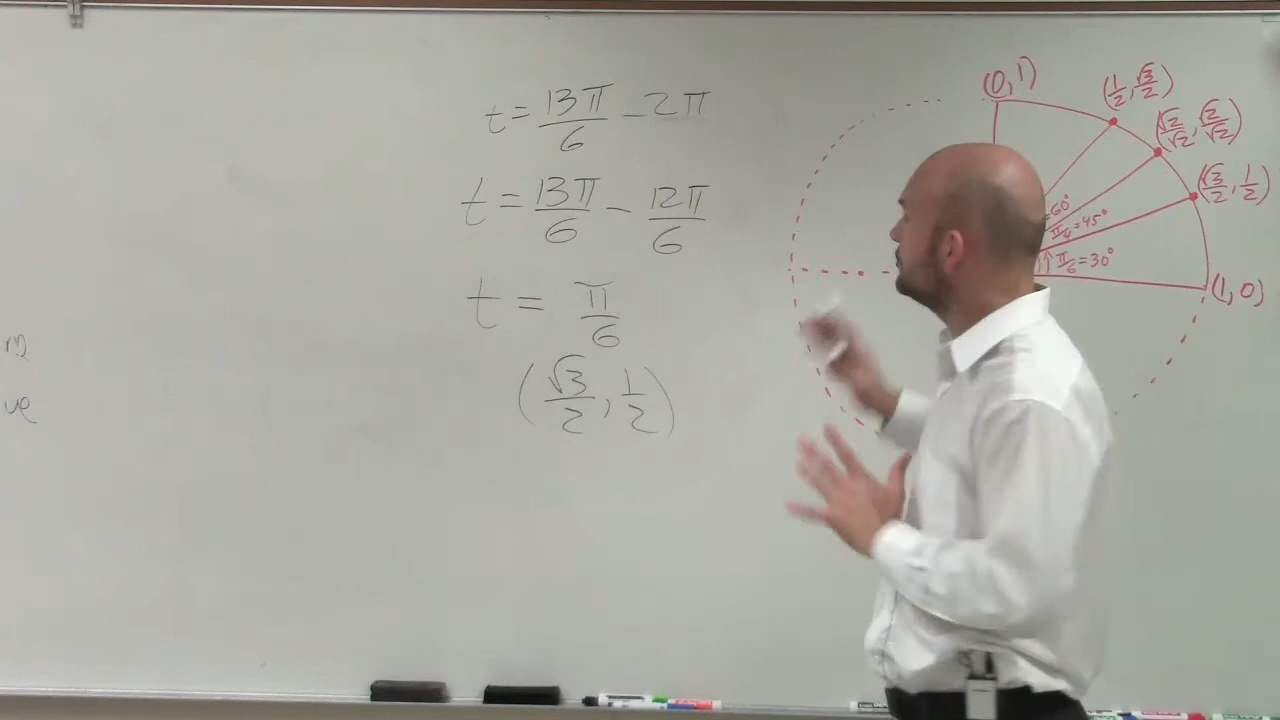 t = 13π/6 - 2π
t = 13π/6 - 12π/6
t = π/6
(√3/2, 1/2)
(0, 1)
(1/2, √3/2)
(√2/√2, √2/√2)
(√3/2, 1/2)
=60°
π/4=45°
↑↑ π/6=30°
(1, 0)
ve